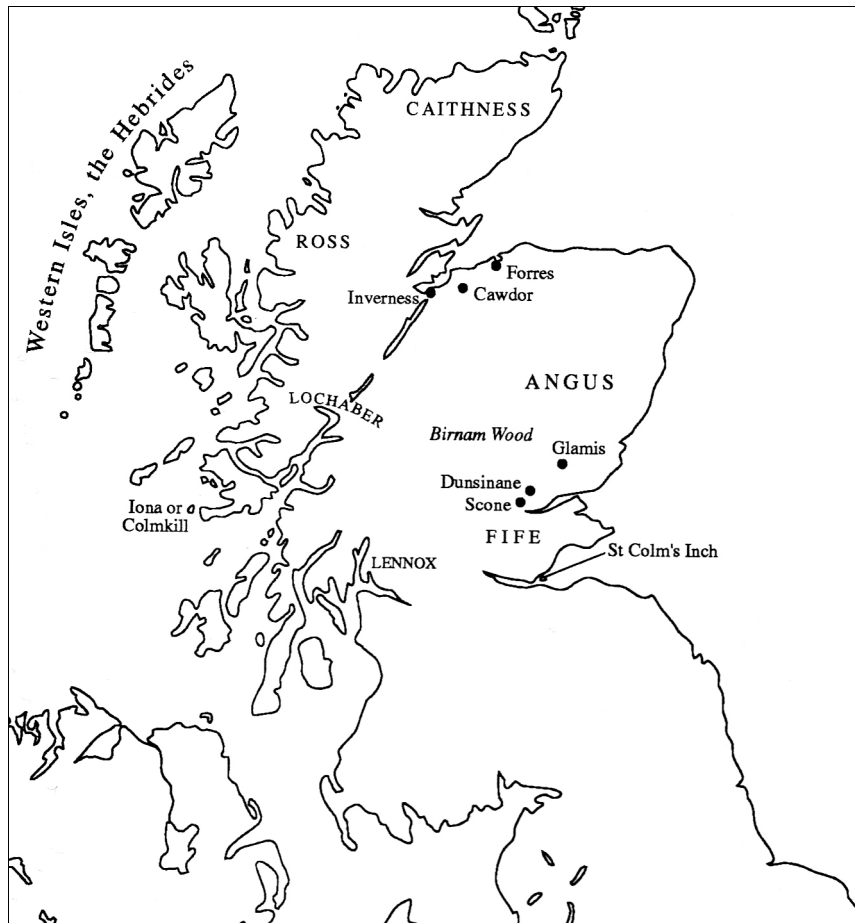 Western Isles, the Hebrides
CAITHNESS
ROSS
Forres
Inverness
Cawdor
ANGUS
LOCHABER
Birnam Wood
Glamis
Dunsinane
Scone
Iona or
Colmkill
FIFE
St Colm's Inch
LENNOX